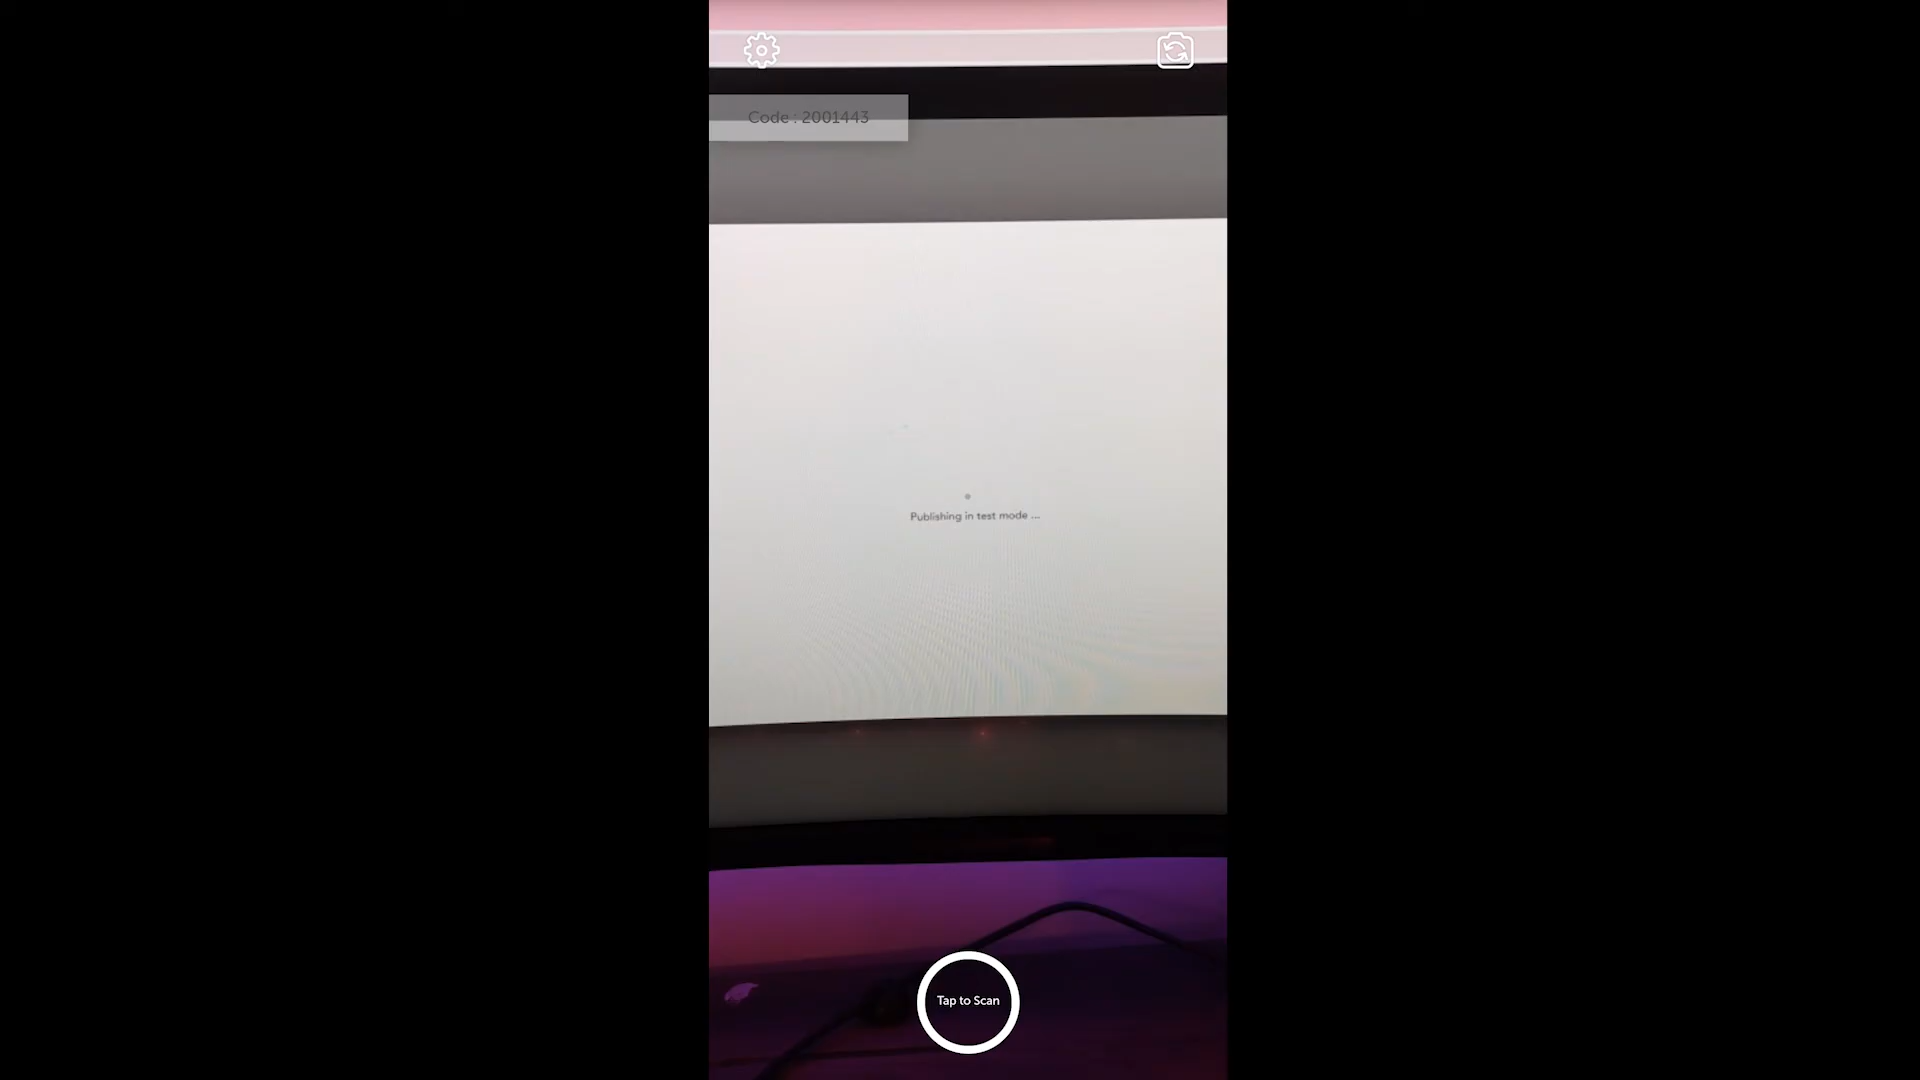 Code : 2001443
Publishing in test mode ...
Tap to Scan